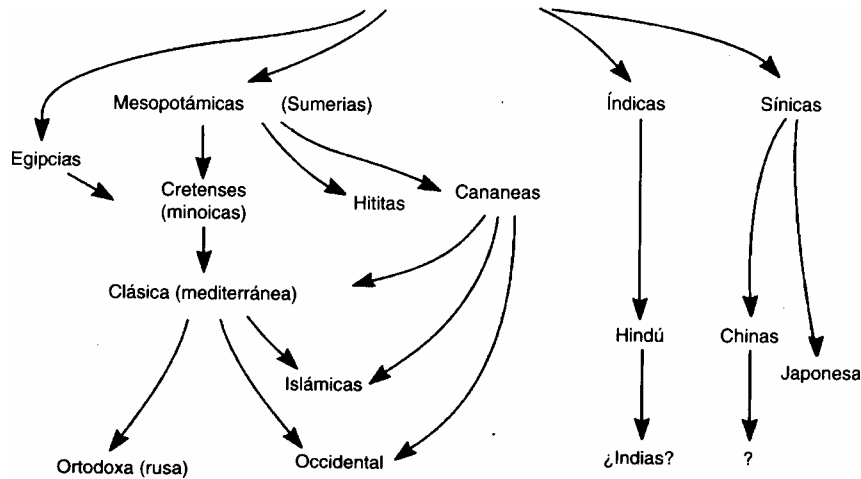 Mesopotámicas (Sumerias) Índicas Sínicas
Egipcias
Cretenses
(minoicas)
Hititas
Cananeas
Clásica (mediterránea)
Hindú
Chinas
Japonesa
Islámicas
Ortodoxa (rusa)
Occidental
¿Indias?
?